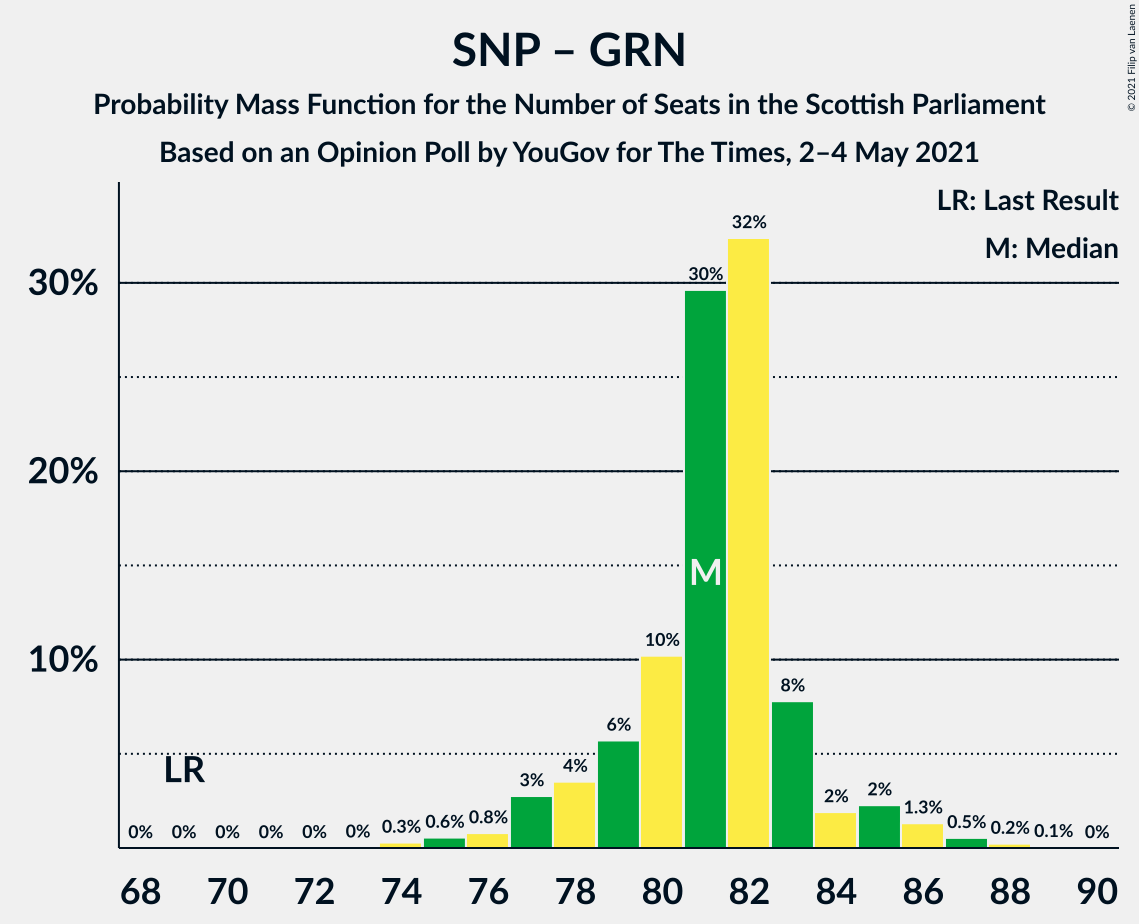 © 2021 Filip van Laenen
SNP – GRN
Probability Mass Function for the Number of Seats in the Scottish Parliament
Based on an Opinion Poll by YouGov for The Times, 2–4 May 2021
LR: Last Result
M: Median
30%
20%
10%
LR
M
0% 0% 0% 0% 0% 0% 0.3% 0.6% 0.8% 3% 4% 6% 10% 30% 32% 8% 2% 2% 1.3% 0.5% 0.2% 0.1% 0%
68 70 72 74 76 78 80 82 84 86 88 90